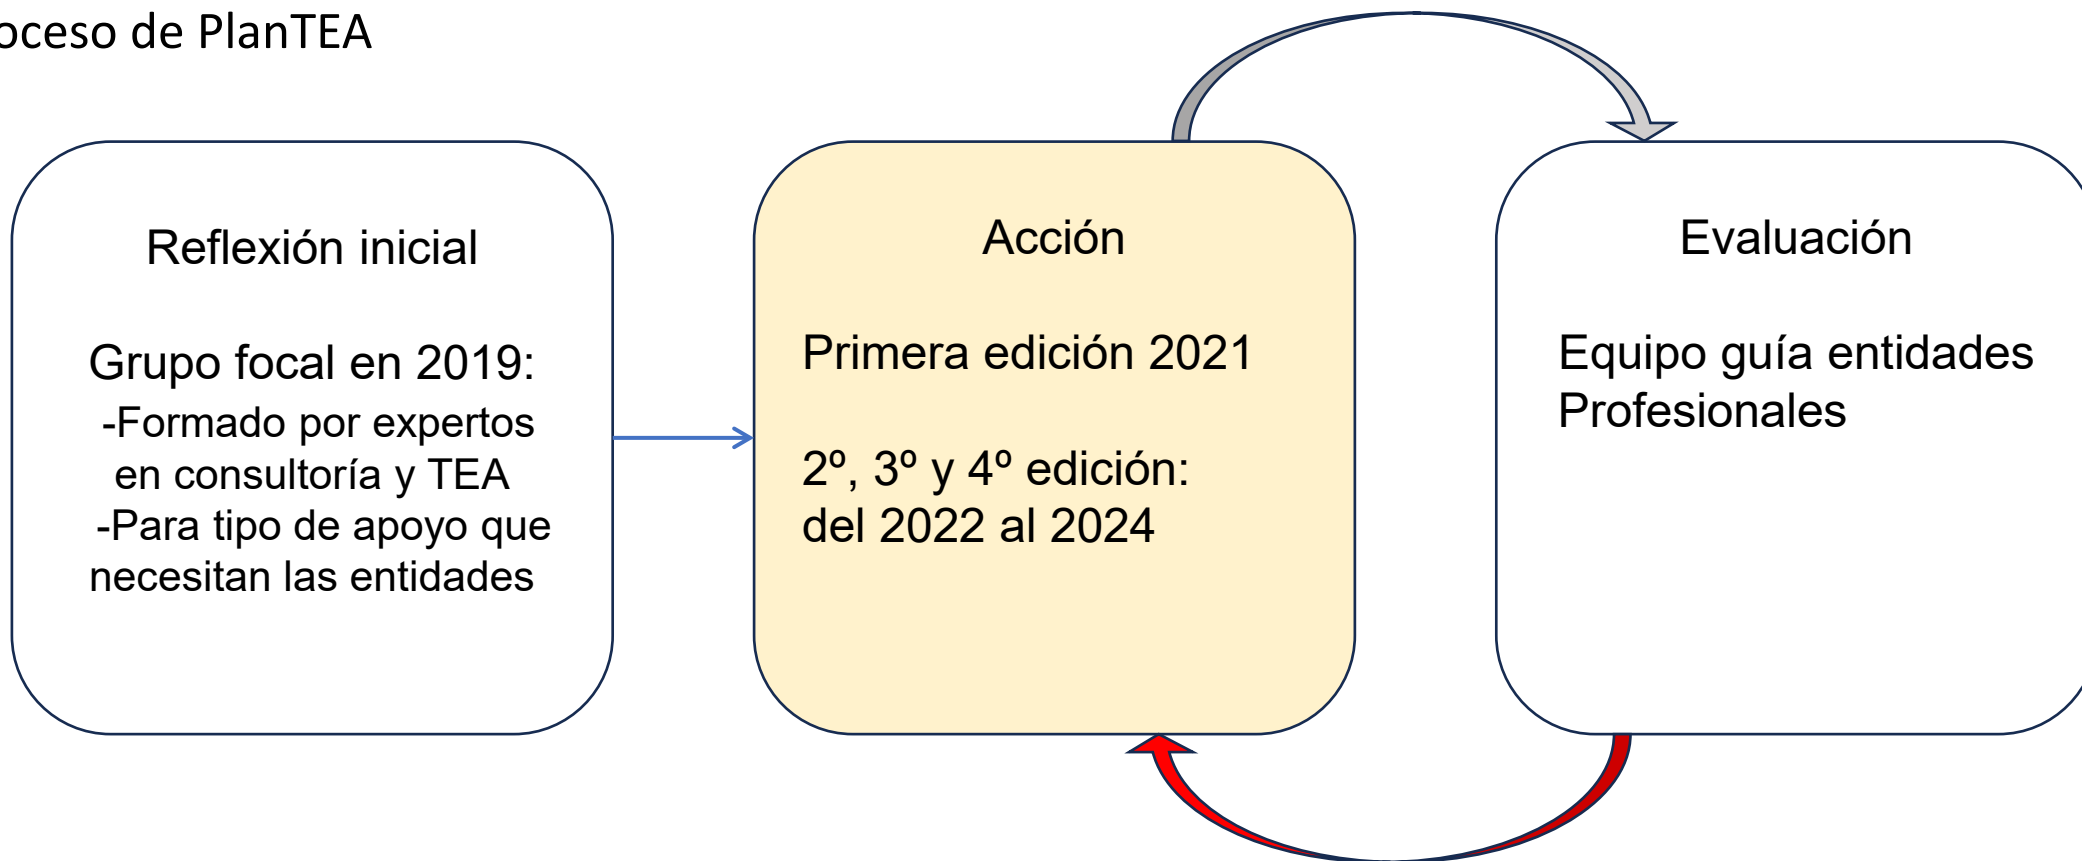 oceso de PlanTEA
Reflexión inicial
Grupo focal en 2019:
-Formado por expertos
en consultoría y TEA
-Para tipo de apoyo que
necesitan las entidades
Acción
Primera edición 2021
2º, 3º y 4º edición:
del 2022 al 2024
Evaluación
Equipo guía entidades
Profesionales